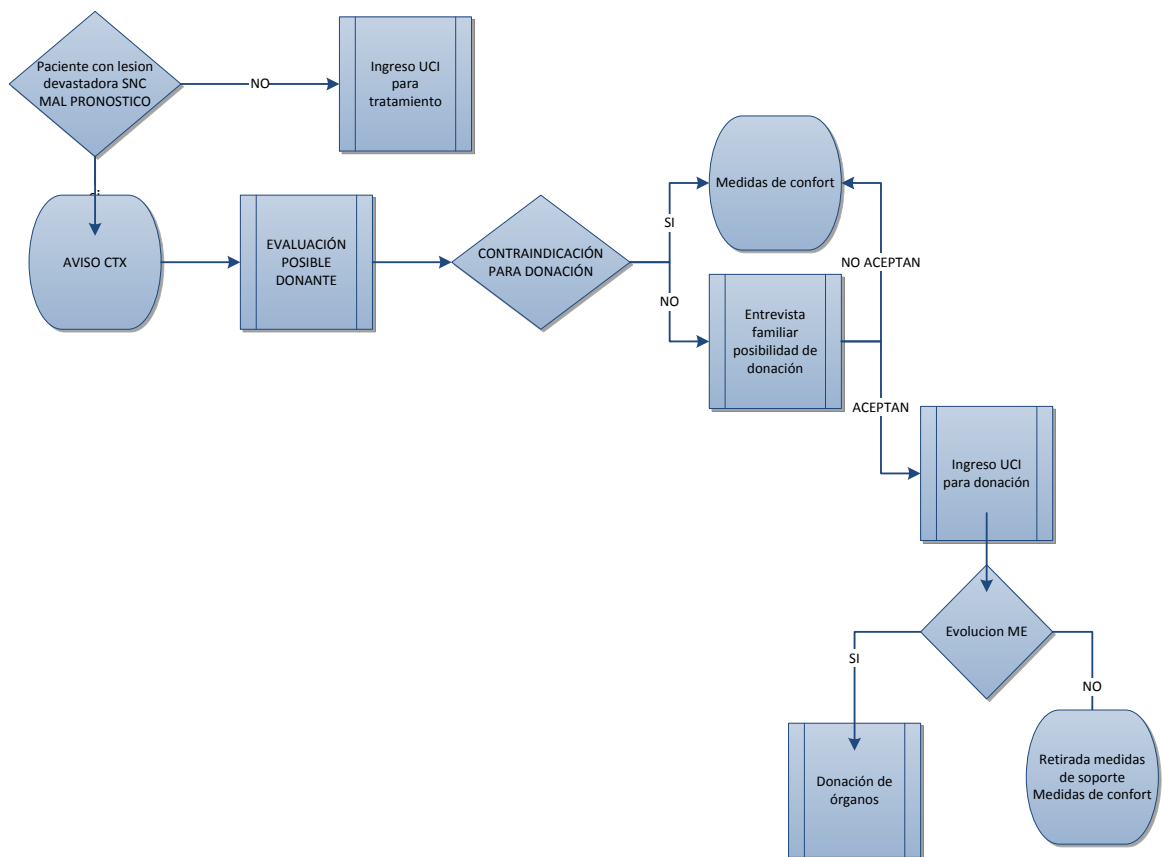 Paciente con lesion
devastadora SNC
MAL PRONOSTICO
NO
Ingreso UCI
para
tratamiento
AVISO CTX
EVALUACIÓN
POSIBLE
DONANTE
CONTRAINDICACIÓN
PARA DONACIÓN
SI
Medidas de confort
NO
Entrevista
familiar
posibilidad de
donación
NO ACEPTAN
ACEPTAN
Ingreso UCI
para donación
Evolucion ME
SI
NO
Donación de
órganos
Retirada medidas
de soporte
Medidas de confort